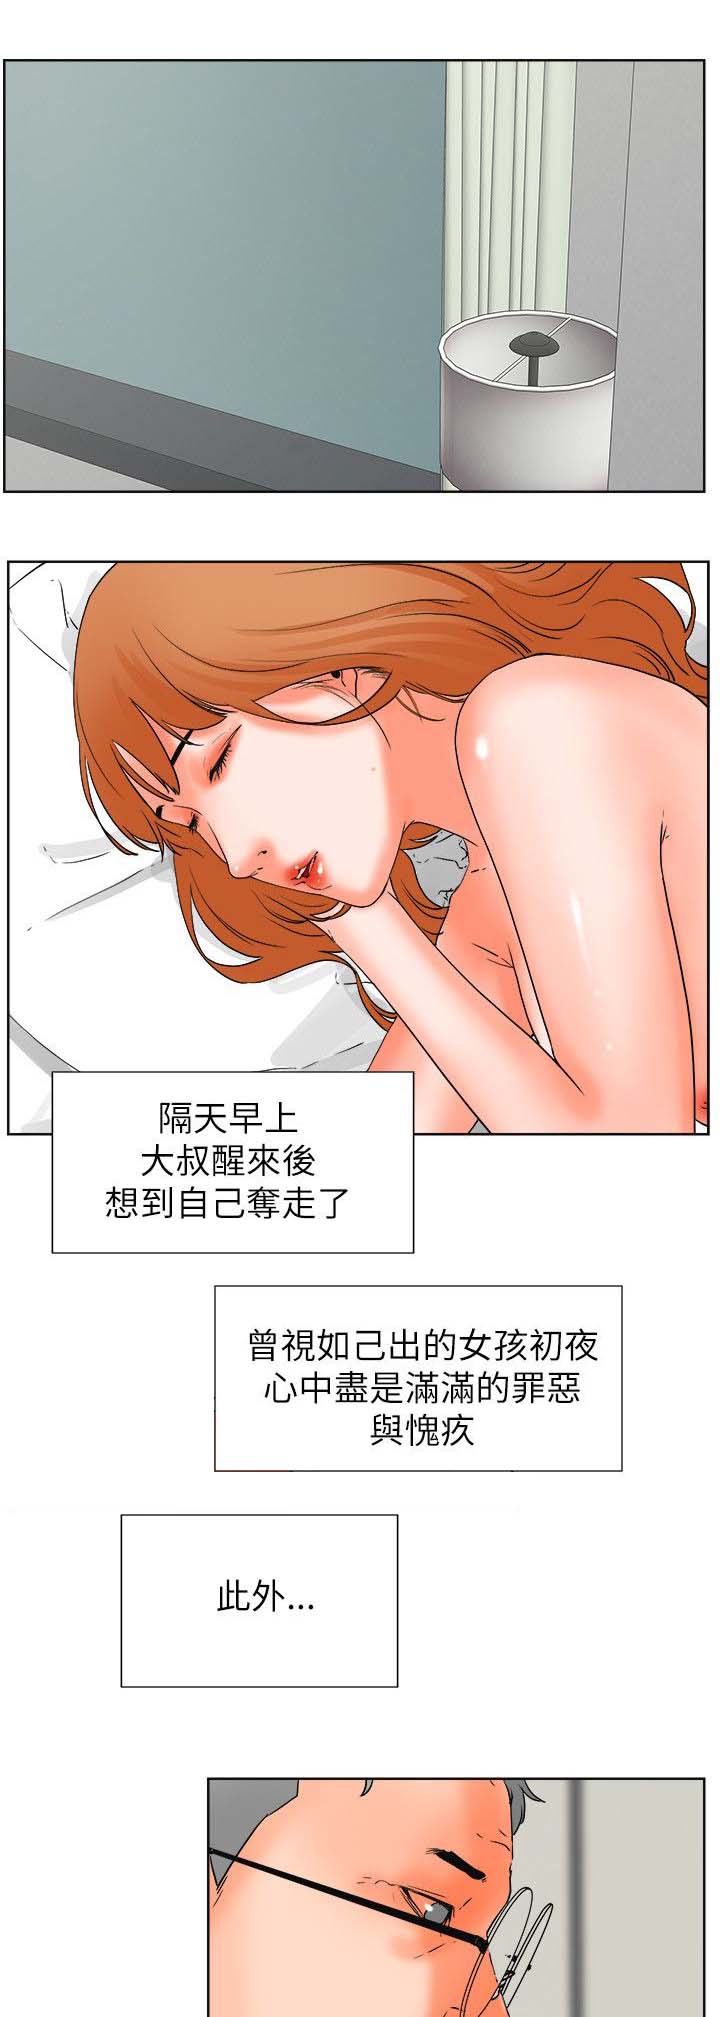 隔天早上
大叔醒來後
想到自己奪走了
曾視如己出的女孩初夜
心中盡是滿滿的罪惡
與愧疚
此外...